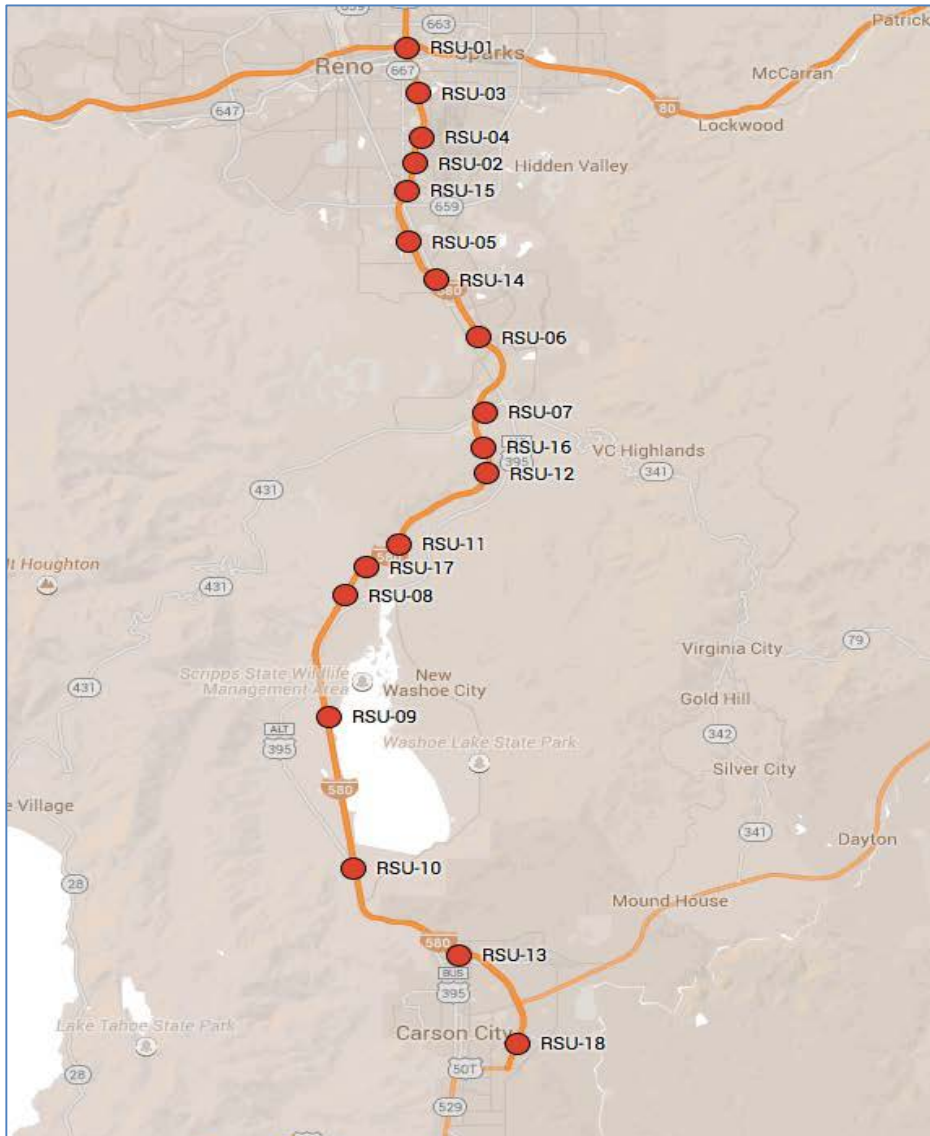 663
Patrick
RSU-01
Sparks
Reno
667
McCarran
RSU-03
80
647
Lockwood
RSU-04
RSU-02
Hidden Valley
RSU-15
659
RSU-05
RSU-14
580
RSU-06
RSU-07
RSU-16
395
VC Highlands
RSU-12
341
431
RSU-11
580
RSU-17
t Houghton
431
RSU-08
Virginia City
79
Scripps State Wildlife
Management Area
New
Washoe City
431
Gold Hill
RSU-09
ALT
395
Washoe Lake State Park
342
Silver City
580
e Village
341
Dayton
RSU-10
28
Mound House
580
RSU-13
BUS
395
Lake Tahoe State Park
Carson City
RSU-18
50T
28
529